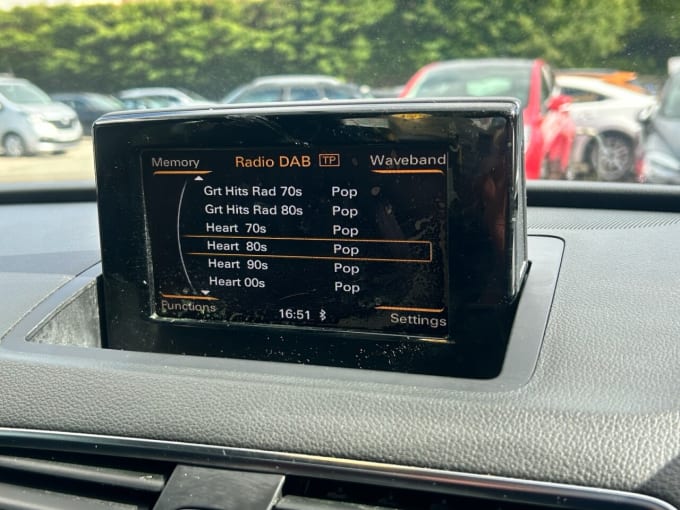 Memory Radio DAB TP Waveband
Grt Hits Rad 70s Pop
Grt Hits Rad 80s Pop
Heart 70s Pop
Heart 80s Pop
Heart 90s Pop
Heart 00s Pop
Functions 16:51 Settings